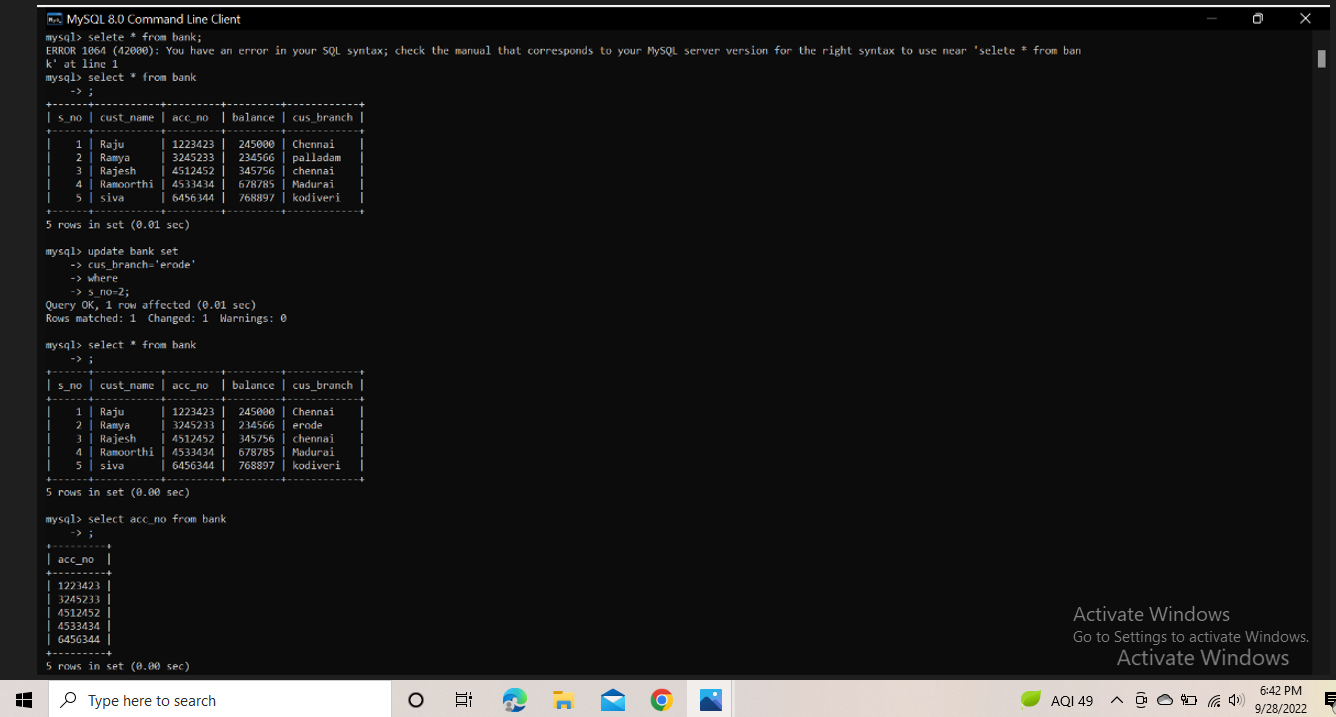 MySQL 8.0 Command Line Client
mysql> selete * from bank;
ERROR 1064 (42000): You have an error in your SQL syntax; check the manual that corresponds to your MySQL server version for the right syntax to use near 'selete * from ban
k' at line 1
mysql> select * from bank
    -> ;
+------+-----------+---------+---------+------------+
| s_no | cust_name | acc_no  | balance | cus_branch |
+------+-----------+---------+---------+------------+
|    1 | Raju      | 1223423 |  245000 | Chennai    |
|    2 | Ramya     | 3245233 |  234566 | palladam   |
|    3 | Rajesh    | 4512452 |  345756 | chennai    |
|    4 | Ramoorthi | 4533434 |  678785 | Madurai    |
|    5 | siva      | 6456344 |  768897 | kodiveri   |
+------+-----------+---------+---------+------------+
5 rows in set (0.01 sec)
mysql> update bank set
    -> cus_branch='erode'
    -> where
    -> s_no=2;
Query OK, 1 row affected (0.01 sec)
Rows matched: 1  Changed: 1  Warnings: 0
mysql> select * from bank
    -> ;
+------+-----------+---------+---------+------------+
| s_no | cust_name | acc_no  | balance | cus_branch |
+------+-----------+---------+---------+------------+
|    1 | Raju      | 1223423 |  245000 | Chennai    |
|    2 | Ramya     | 3245233 |  234566 | erode      |
|    3 | Rajesh    | 4512452 |  345756 | chennai    |
|    4 | Ramoorthi | 4533434 |  678785 | Madurai    |
|    5 | siva      | 6456344 |  768897 | kodiveri   |
+------+-----------+---------+---------+------------+
5 rows in set (0.00 sec)
mysql> select acc_no from bank
    -> ;
+---------+
| acc_no  |
+---------+
| 1223423 |
| 3245233 |
| 4512452 |
| 4533434 |
| 6456344 |
+---------+
5 rows in set (0.00 sec)
Activate Windows
Go to Settings to activate Windows.
Activate Windows
Type here to search
AQI 49
6:42 PM
9/28/2022